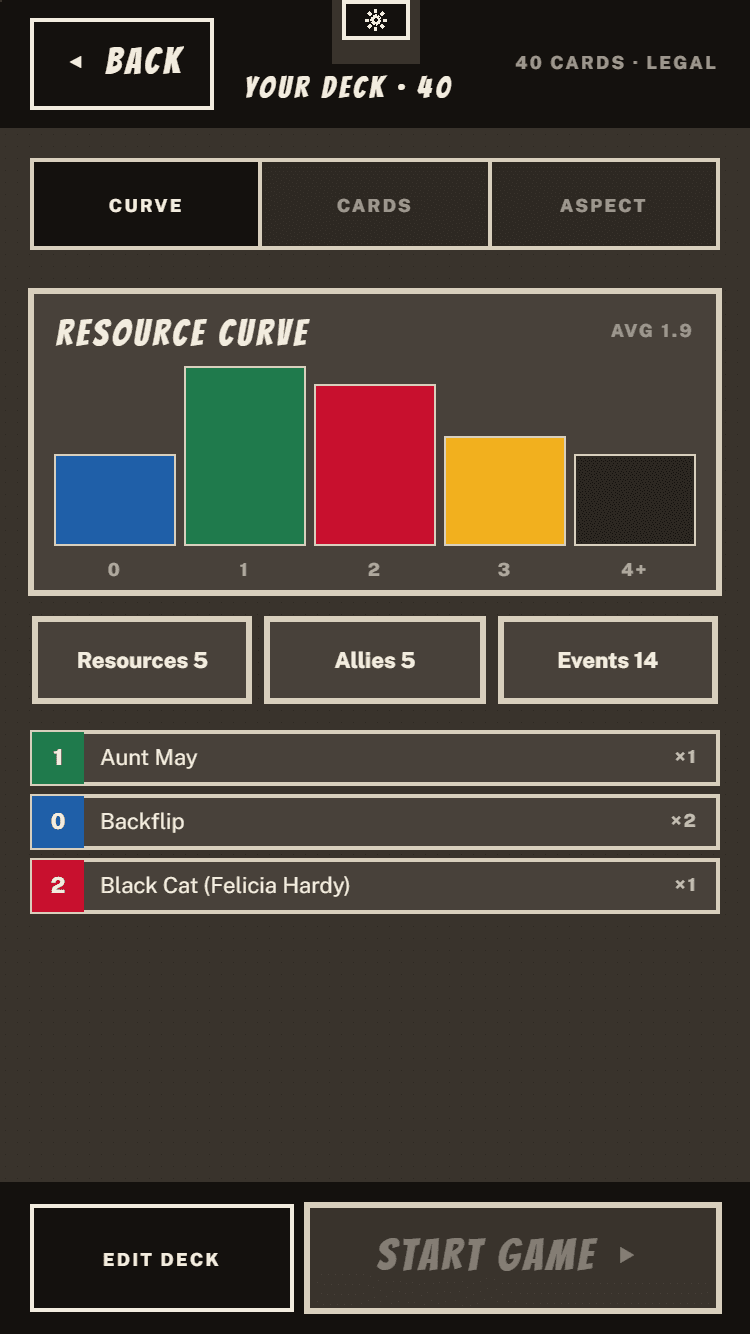 ◄ BACK
YOUR DECK · 40
40 CARDS · LEGAL
CURVE
CARDS
ASPECT
RESOURCE CURVE
AVG 1.9
0
1
2
3
4+
Resources 5
Allies 5
Events 14
1 Aunt May ×1
0 Backflip ×2
2 Black Cat (Felicia Hardy) ×1
EDIT DECK
START GAME ►